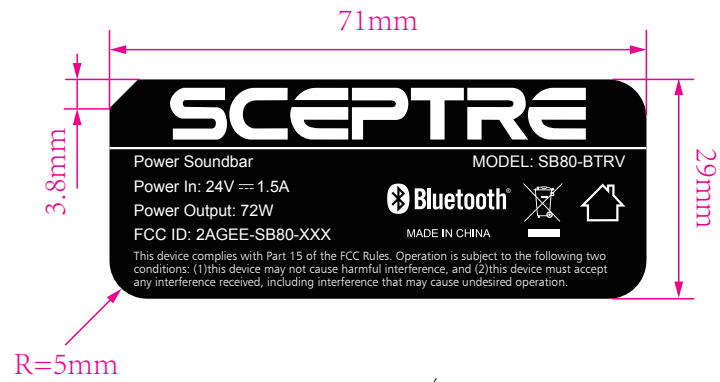 71mm
3.8mm
SCEPTRE
29mm
Power Soundbar
MODEL: SB80-BTRV
Power In: 24V ⎓ 1.5A
Power Output: 72W
Bluetooth®
FCC ID: 2AGEE-SB80-XXX
MADE IN CHINA
This device complies with Part 15 of the FCC Rules. Operation is subject to the following two
conditions: (1)this device may not cause harmful interference, and (2)this device must accept
any interference received, including interference that may cause undesired operation.
R=5mm